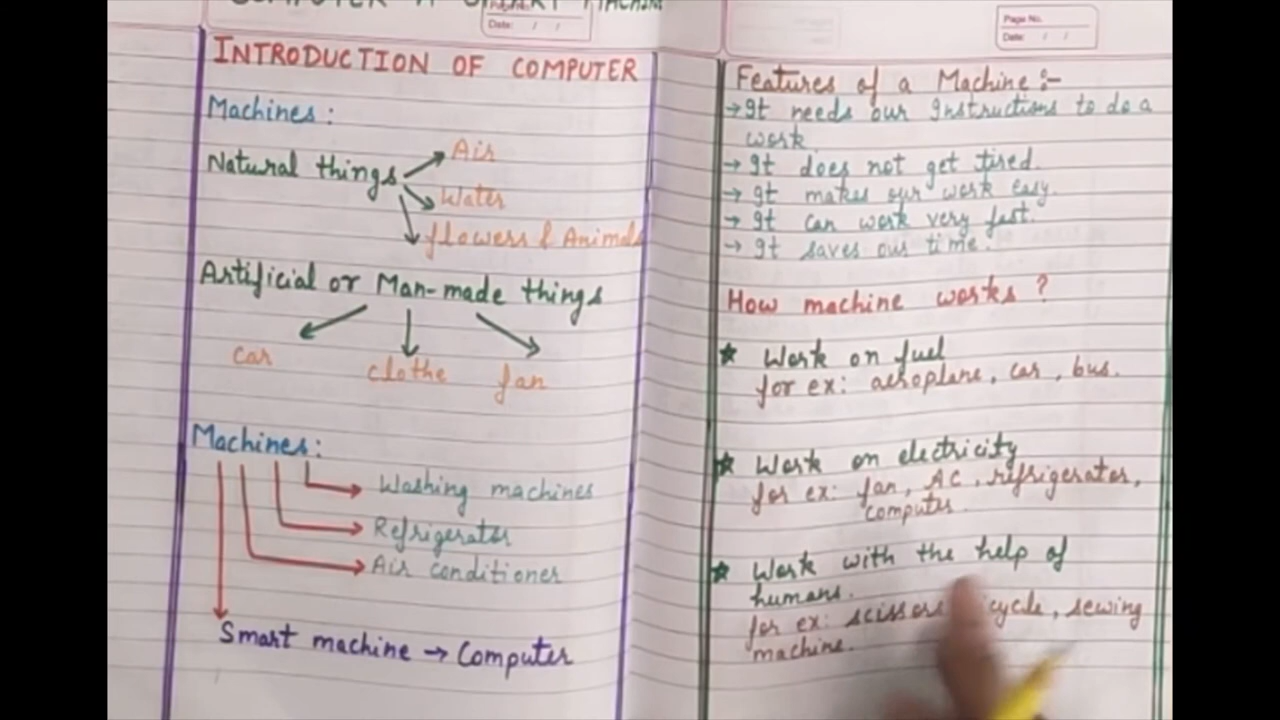 COMPUTER A SMART MACHINE
Date: / /
INTRODUCTION OF COMPUTER
Machines:
Natural things
Air
Water
flowers & Animals
Artificial or Man-made things
car clothe fan
Machines:
Washing machines
Refrigerator
Air conditioner
Smart machine → Computer
Page No.
Date: / /
Features of a Machine:-
→ It needs our Instructions to do a
work.
→ It does not get tired.
→ It makes our work easy.
→ It can work very fast.
→ It saves our time.
How machine works?
★ Work on fuel
for ex: aeroplane, car, bus.
★ Work on electricity
for ex: fan, AC, refrigerator,
computer.
★ Work with the help of
humans.
for ex: scissors, cycle, sewing
machine.